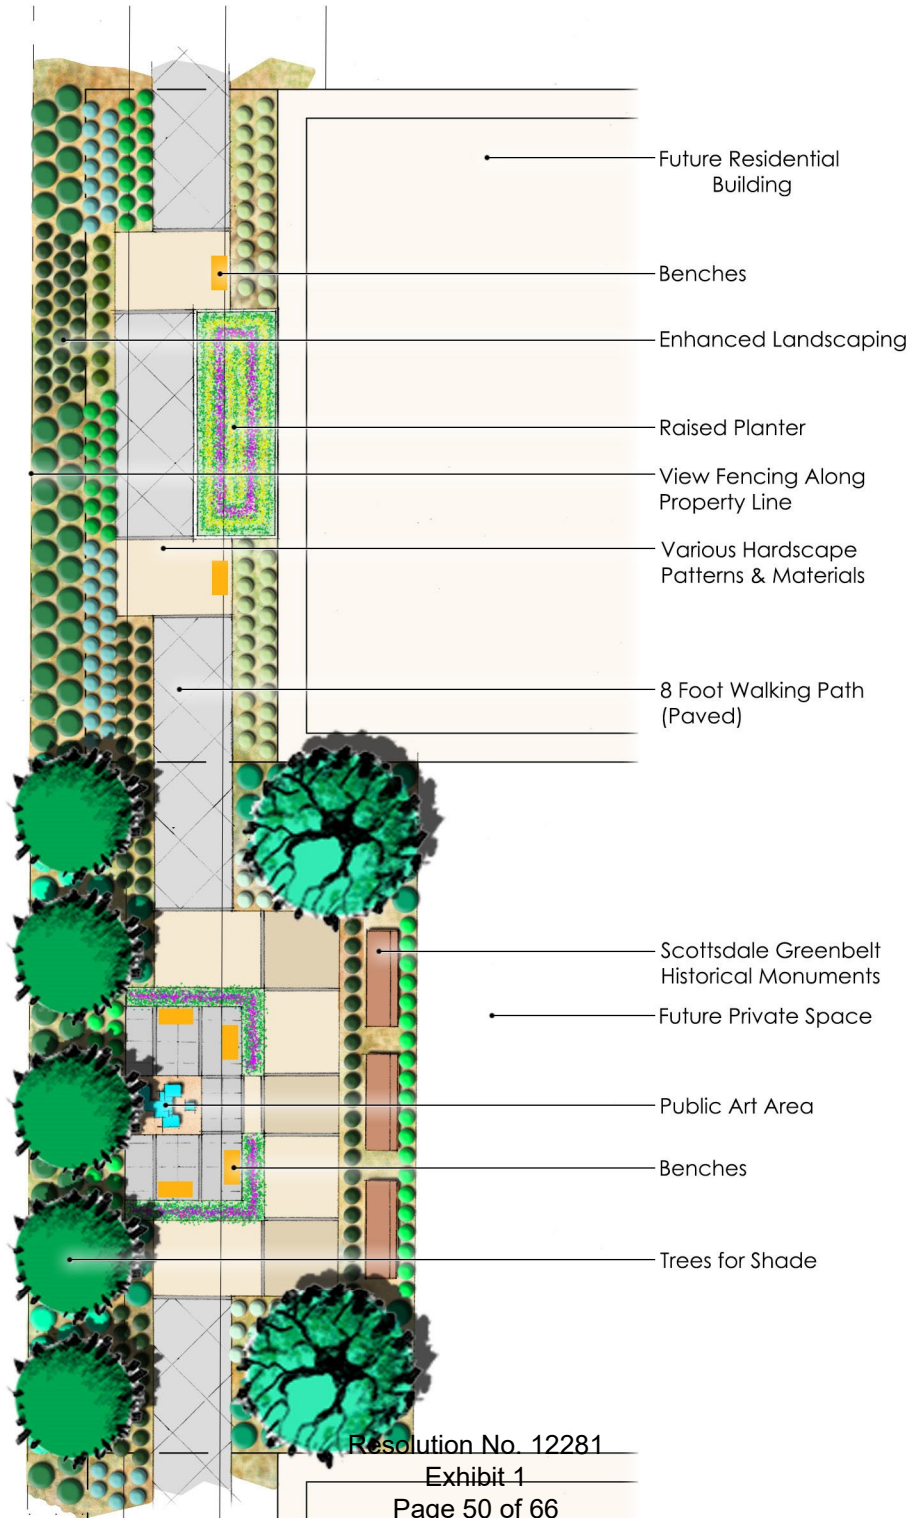 Future Residential
Building
Benches
Enhanced Landscaping
Raised Planter
View Fencing Along
Property Line
Various Hardscape
Patterns & Materials
8 Foot Walking Path
(Paved)
Scottsdale Greenbelt
Historical Monuments
Future Private Space
Public Art Area
Benches
Trees for Shade
Resolution No. 12281
Exhibit 1
Page 50 of 66